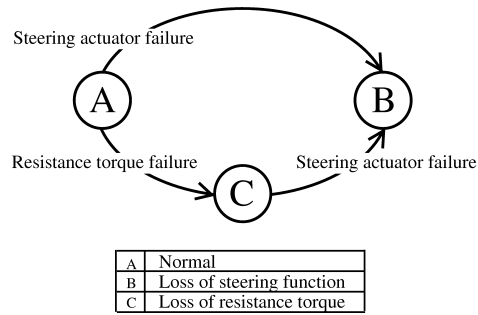 Steering actuator failure
A
B
Resistance torque failure
Steering actuator failure
C
A Normal
B Loss of steering function
C Loss of resistance torque